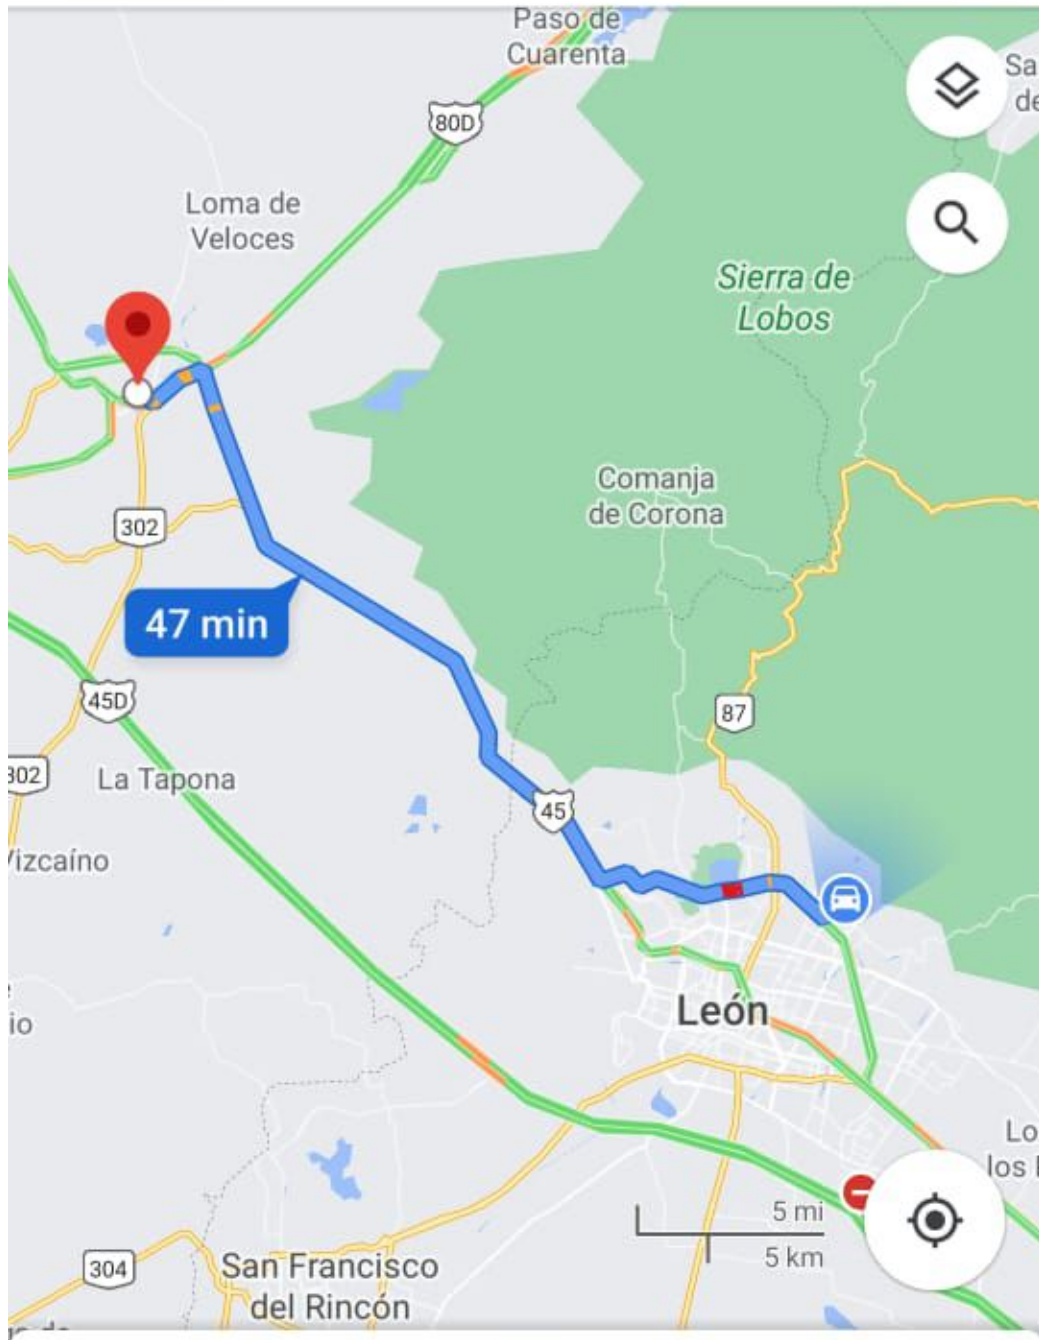 Paso de
Cuarenta
Sa
de
80D
Loma de
Veloces
Sierra de
Lobos
Comanja
de Corona
302
47 min
45D
87
302
La Tapona
45
Vizcaíno
León
io
Lo
los
5 mi
5 km
304
San Francisco
del Rincón